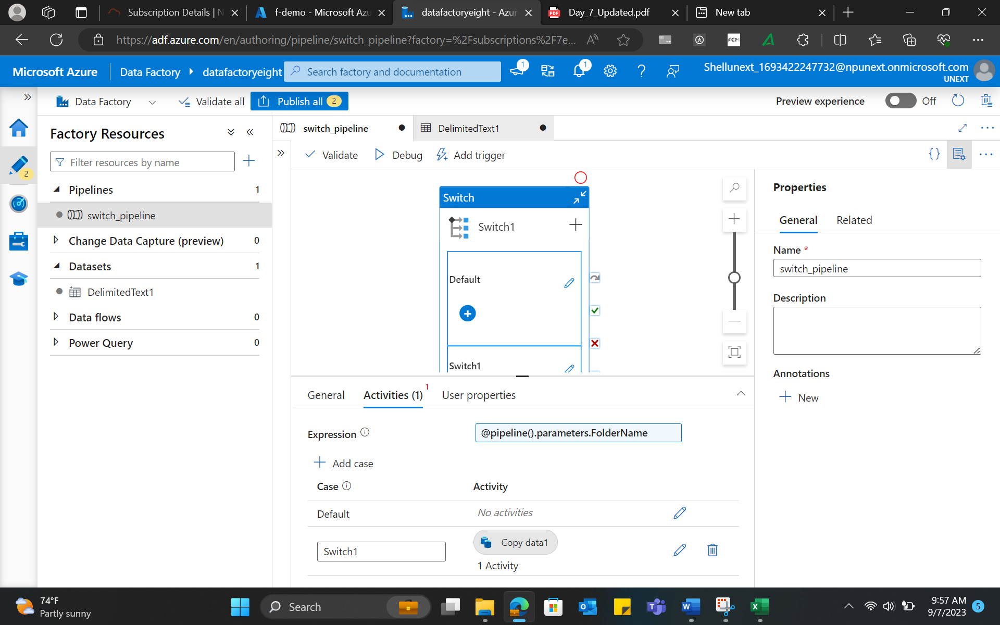 Subscription Details | N
f-demo - Microsoft Azu
datafactoryeight - Azur
PDF
Day_7_Updated.pdf
New tab
https://adf.azure.com/en/authoring/pipeline/switch_pipeline?factory=%2Fsubscriptions%2F7e...
FCM
Microsoft Azure
Data Factory
datafactoryeight
Search factory and documentation
1
1
Shellunext_1693422247732@npunext.onmicrosoft.com
UNEXT
Data Factory
Validate all
Publish all 2
Preview experience
Off
Factory Resources
switch_pipeline
DelimitedText1
2
Filter resources by name
Validate
Debug
Add trigger
Pipelines 1
switch_pipeline
Change Data Capture (preview) 0
Datasets 1
DelimitedText1
Data flows 0
Power Query 0
Switch
Switch1
Default
Switch1
Properties
General
Related
Name *
switch_pipeline
Description
Annotations
New
General
Activities (1) 1
User properties
Expression
@pipeline().parameters.FolderName
Add case
Case
Activity
Default
No activities
Switch1
Copy data1
1 Activity
74°F
Partly sunny
Search
9:57 AM
9/7/2023
5